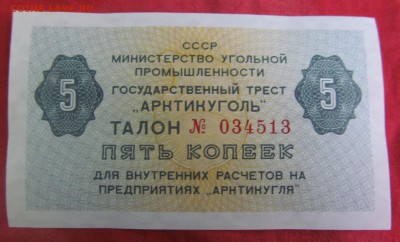 СССР
МИНИСТЕРСТВО УГОЛЬНОЙ
ПРОМЫШЛЕННОСТИ
ГОСУДАРСТВЕННЫЙ ТРЕСТ
„АРКТИКУГОЛЬ"
5 5
ТАЛОН № 034513
ПЯТЬ КОПЕЕК
ДЛЯ ВНУТРЕННИХ РАСЧЕТОВ НА
ПРЕДПРИЯТИЯХ „АРКТИКУГЛЯ"